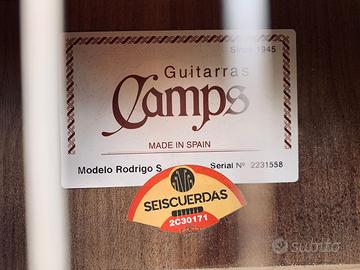 Since 1945
Guitarras
Camps
MADE IN SPAIN
Modelo Rodrigo S
Serial Nº 2231558
SEISCUERDAS
2C30171
subito